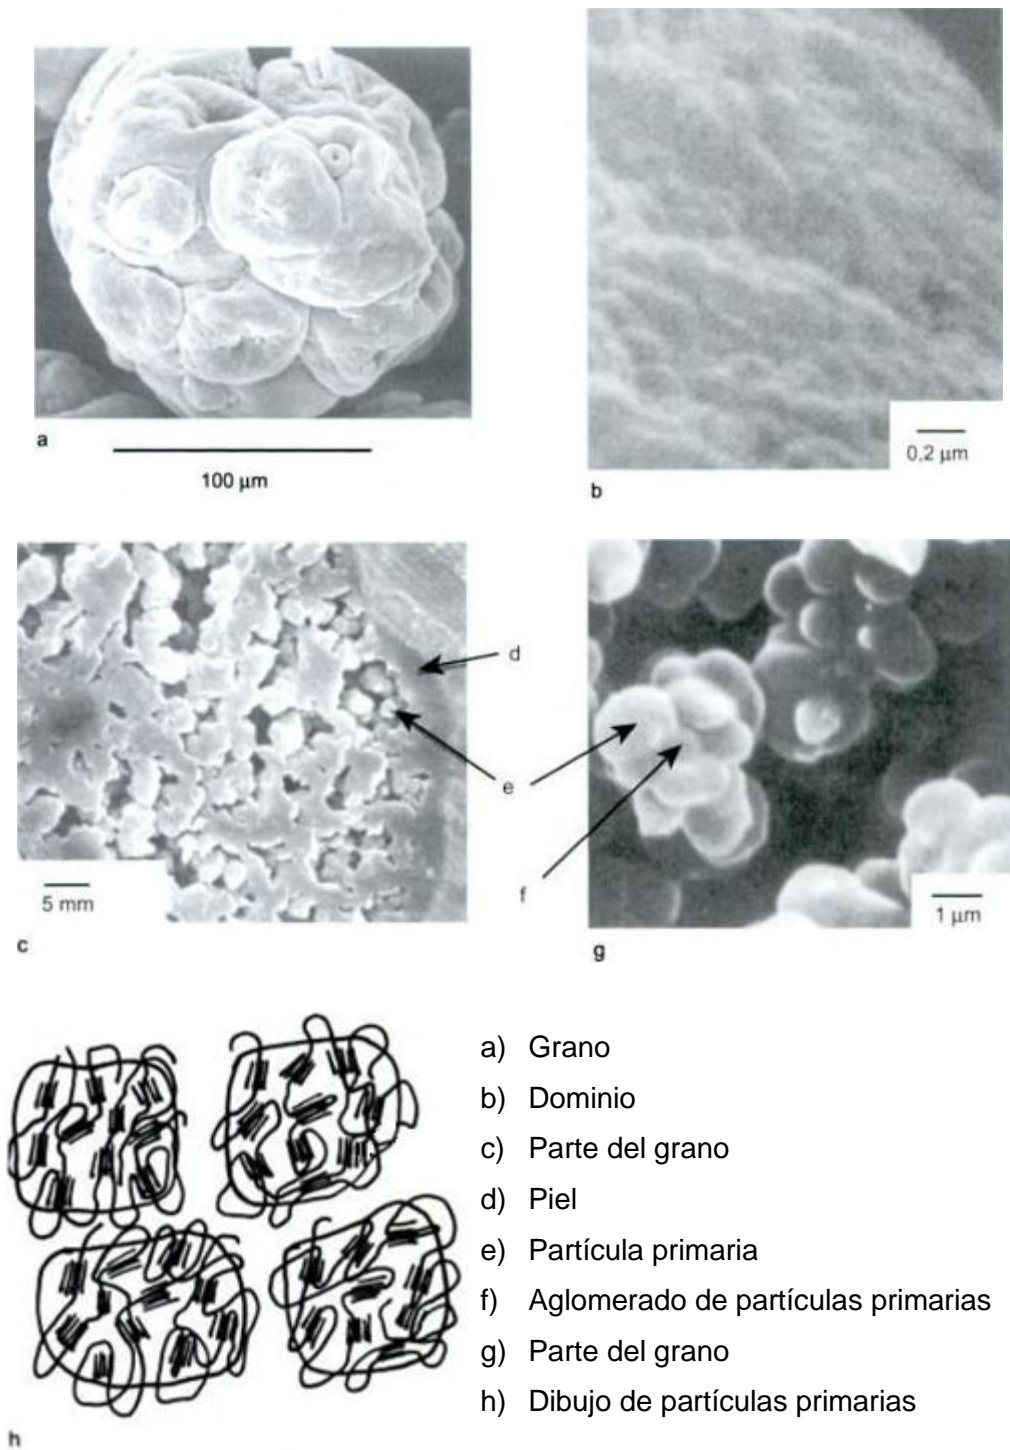 a
100 µm
0,2 µm
b
d
e
f
5 mm
c
1 µm
g
a) Grano
b) Dominio
c) Parte del grano
d) Piel
e) Partícula primaria
f) Aglomerado de partículas primarias
g) Parte del grano
h) Dibujo de partículas primarias
h